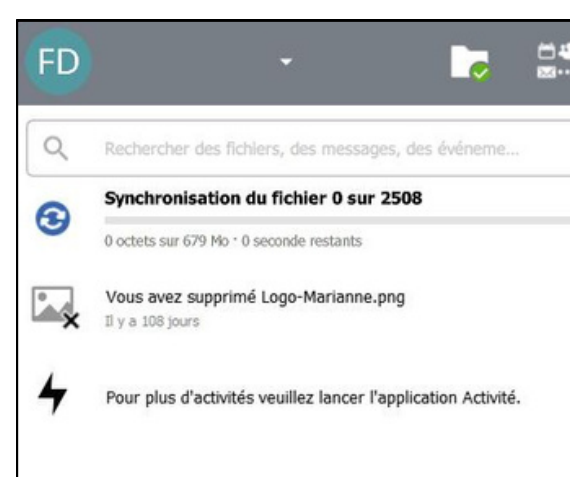 FD
Rechercher des fichiers, des messages, des événeme...
Synchronisation du fichier 0 sur 2508
0 octets sur 679 Mo · 0 seconde restants
Vous avez supprimé Logo-Marianne.png
Il y a 108 jours
Pour plus d'activités veuillez lancer l'application Activité.